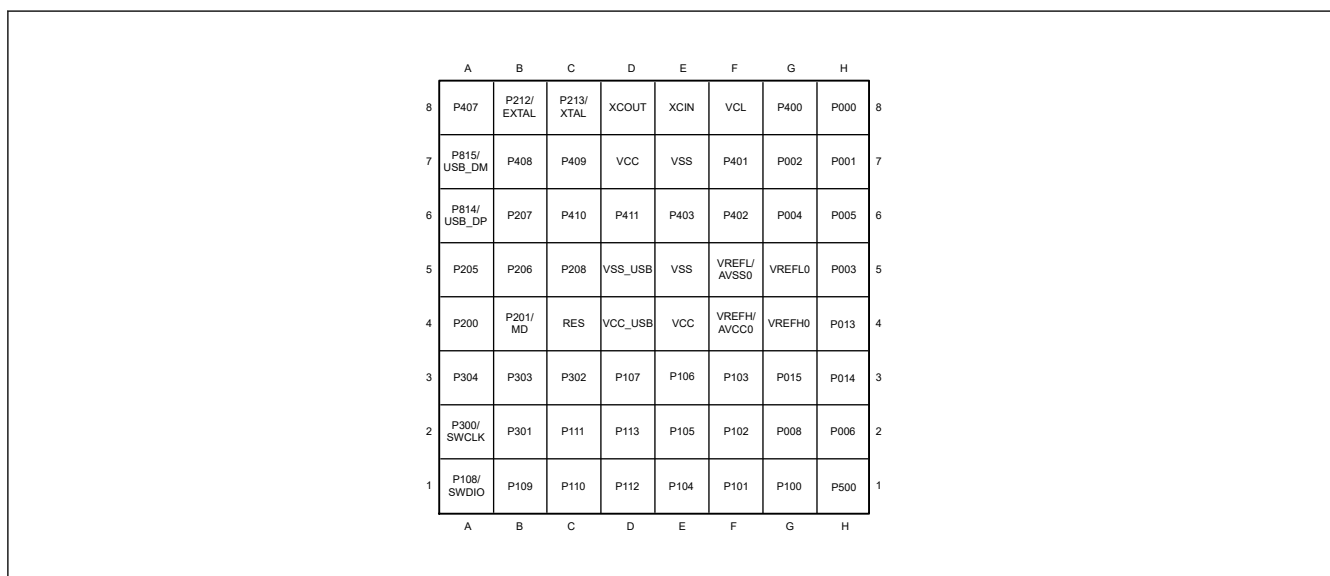 A B C D E F G H
8 P407 P212/ EXTAL P213/ XTAL XCOUT XCIN VCL P400 P000 8
7 P815/ USB_DM P408 P409 VCC VSS P401 P002 P001 7
6 P814/ USB_DP P207 P410 P411 P403 P402 P004 P005 6
5 P205 P206 P208 VSS_USB VSS VREFL/ AVSS0 VREFL0 P003 5
4 P200 P201/ MD RES VCC_USB VCC VREFH/ AVCC0 VREFH0 P013 4
3 P304 P303 P302 P107 P106 P103 P015 P014 3
2 P300/ SWCLK P301 P111 P113 P105 P102 P008 P006 2
1 P108/ SWDIO P109 P110 P112 P104 P101 P100 P500 1
A B C D E F G H